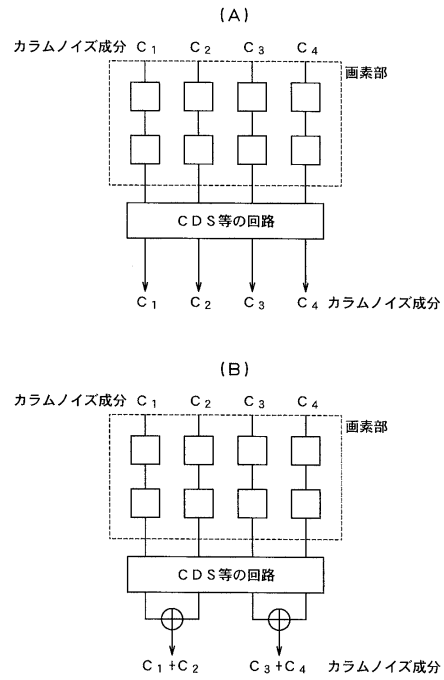 (A)
カラムノイズ成分 C1 C2 C3 C4
画素部
CDS等の回路
C1 C2 C3 C4 カラムノイズ成分
(B)
カラムノイズ成分 C1 C2 C3 C4
画素部
CDS等の回路
C1+C2 C3+C4 カラムノイズ成分